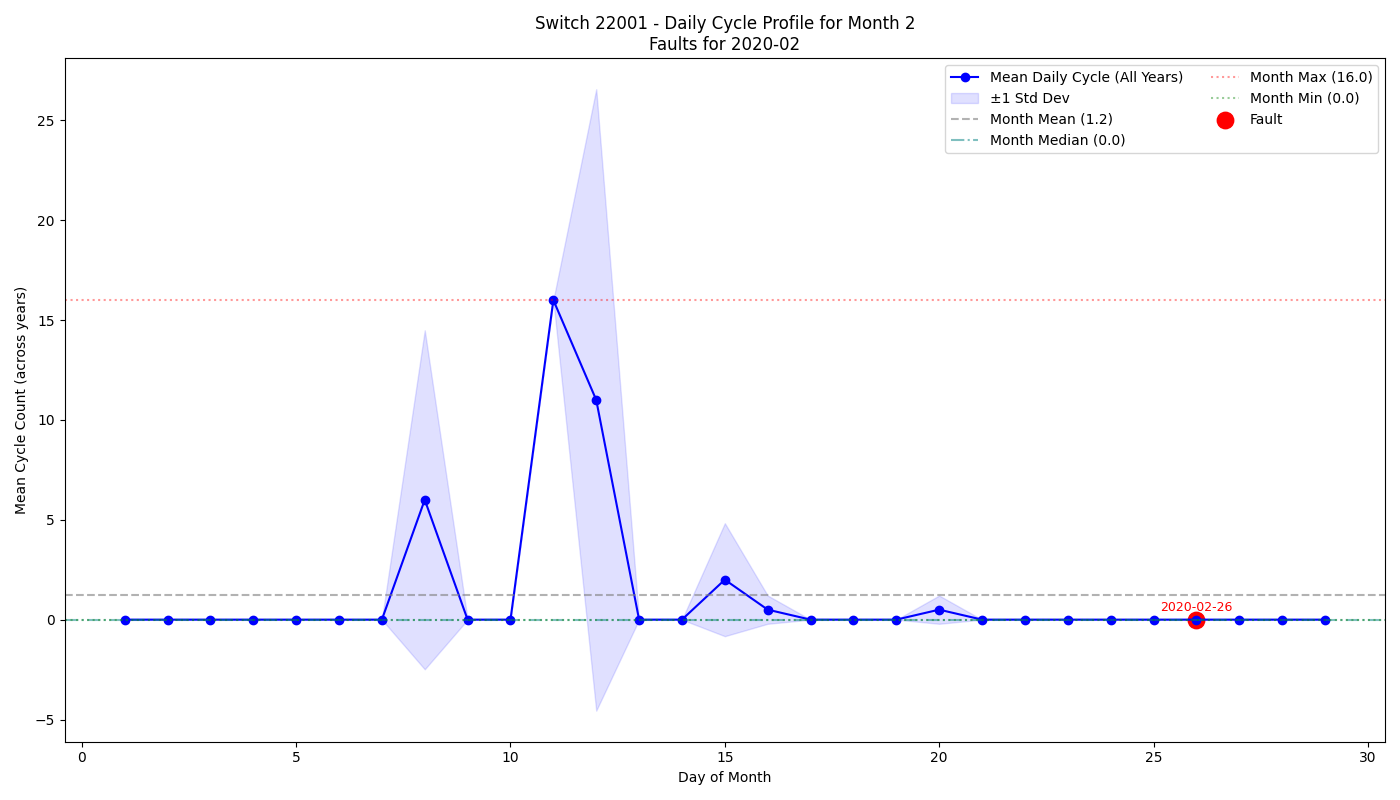 Switch 22001 - Daily Cycle Profile for Month 2
Faults for 2020-02
Mean Daily Cycle (All Years)
±1 Std Dev
Month Mean (1.2)
Month Median (0.0)
Month Max (16.0)
Month Min (0.0)
Fault
Mean Cycle Count (across years)
25
20
15
10
5
0
−5
2020-02-26
0
5
10
15
20
25
30
Day of Month